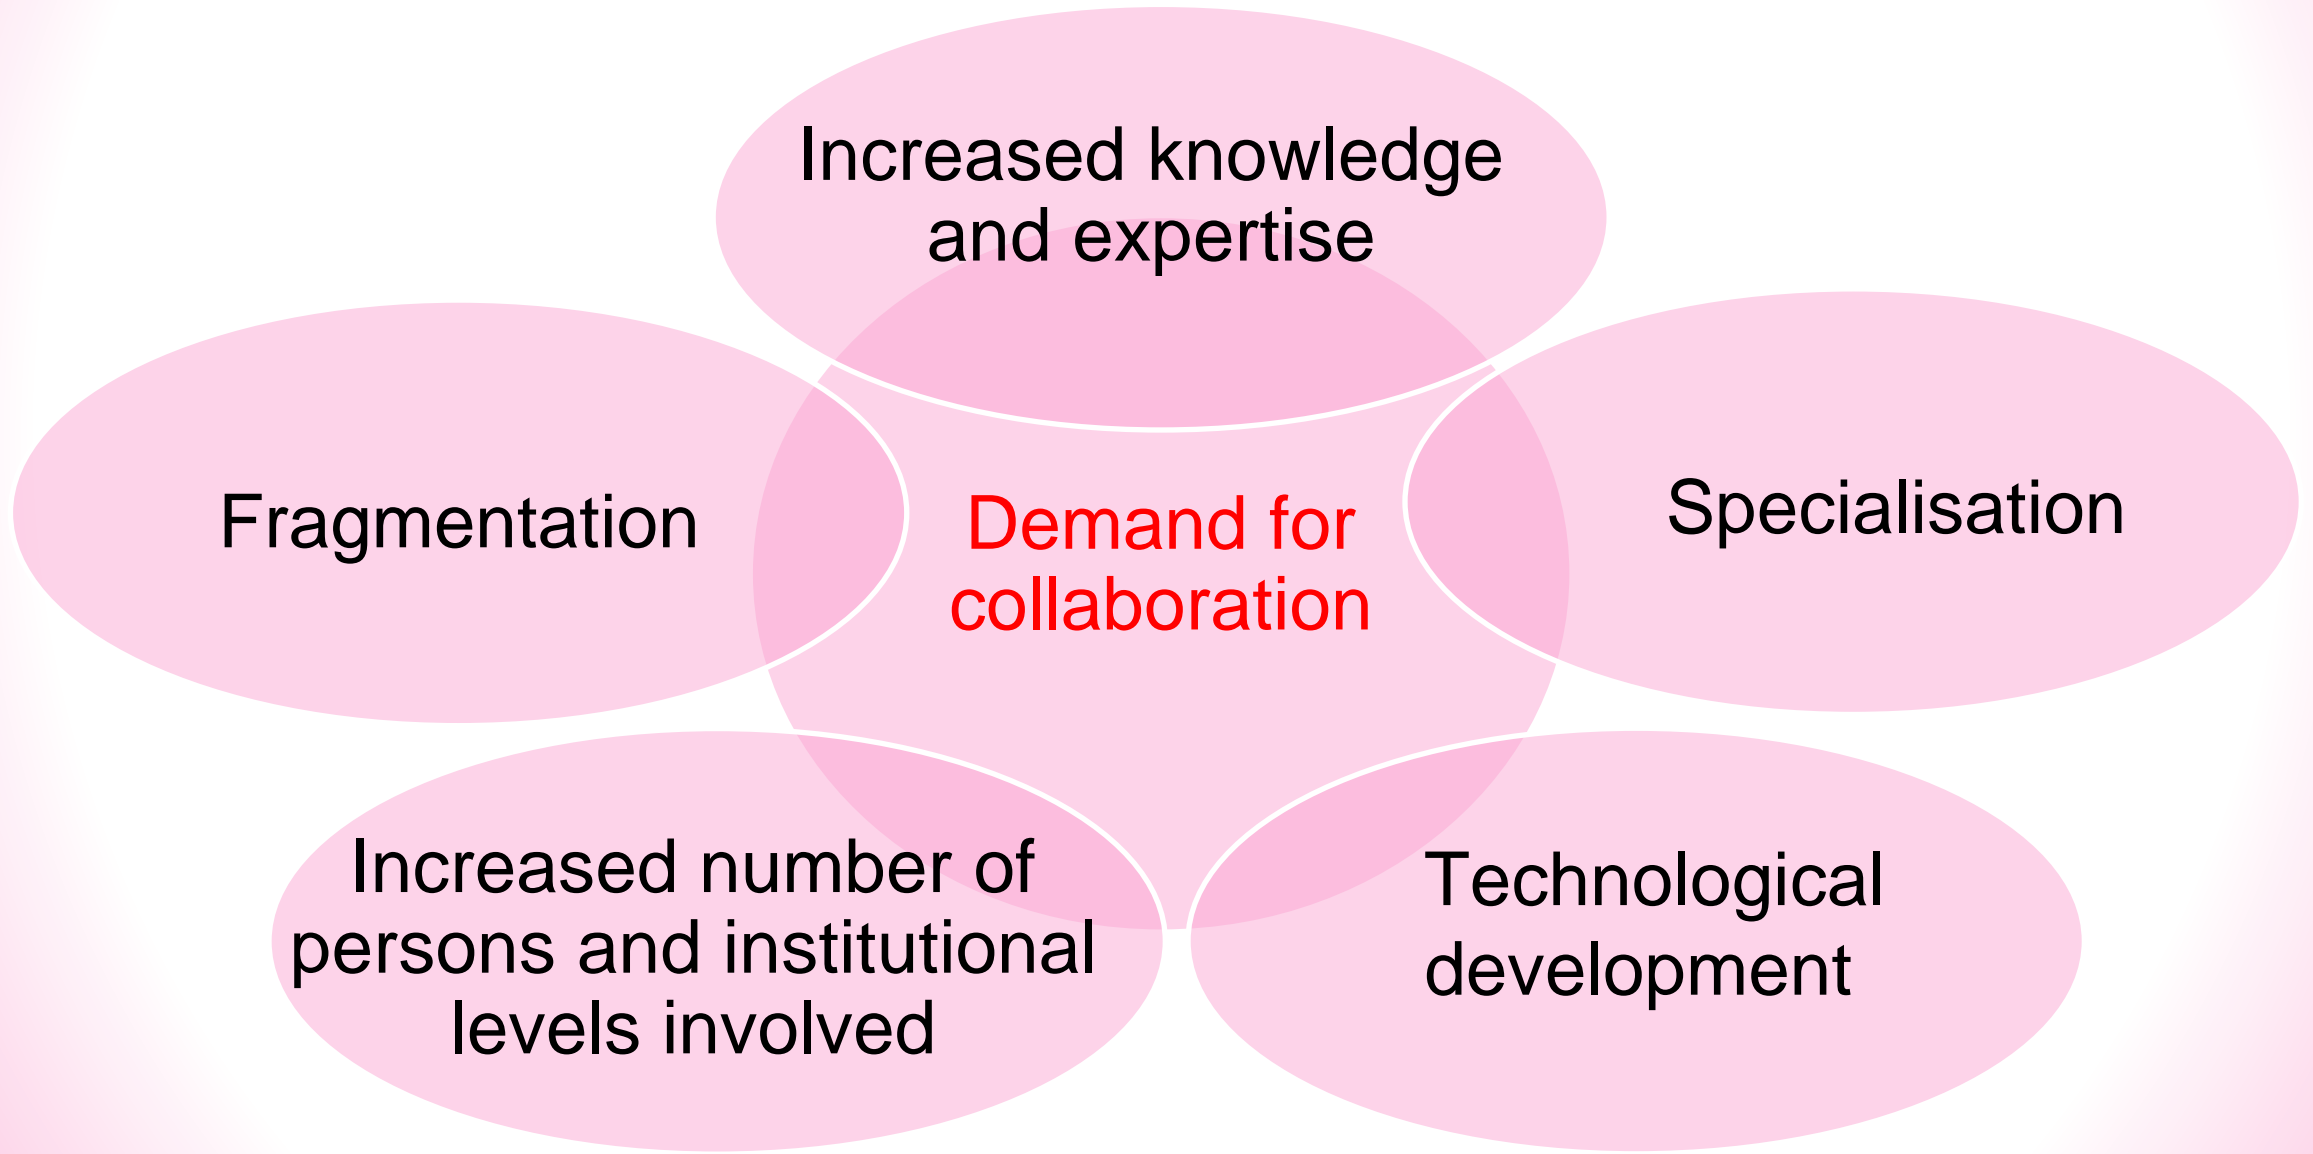 Increased knowledge
and expertise
Fragmentation
Demand for
collaboration
Specialisation
Increased number of
persons and institutional
levels involved
Technological
development